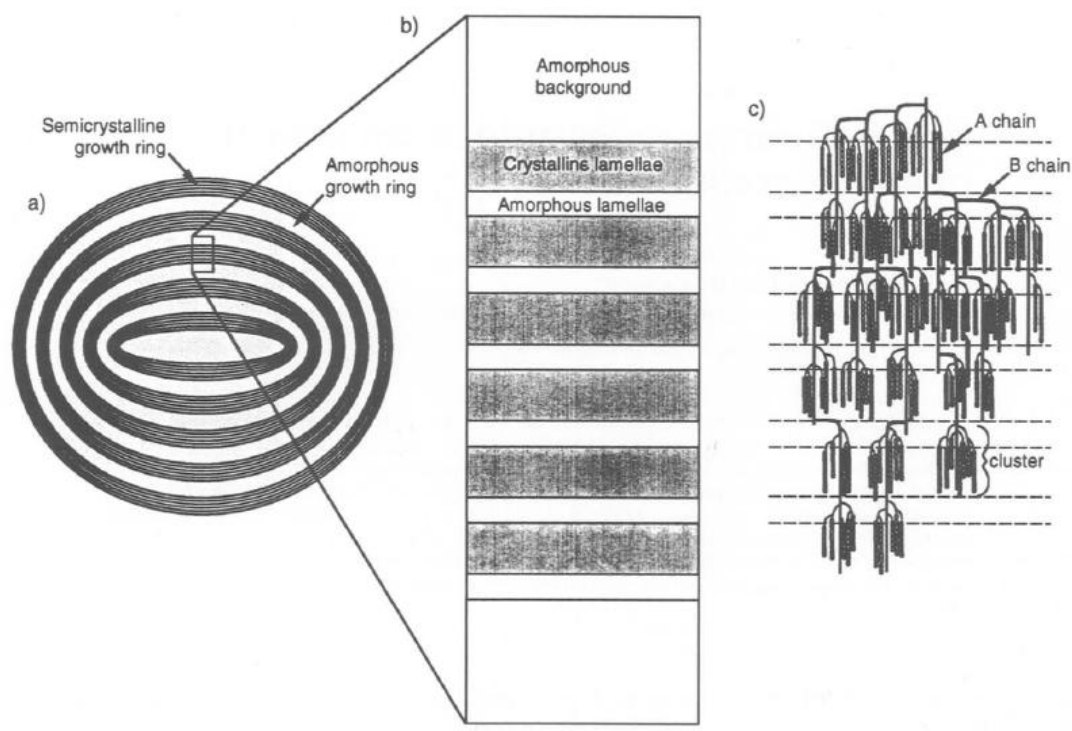 a)
Semicrystalline
growth ring
Amorphous
growth ring
b)
Amorphous
background
Crystalline lamellae
Amorphous lamellae
c)
A chain
B chain
cluster